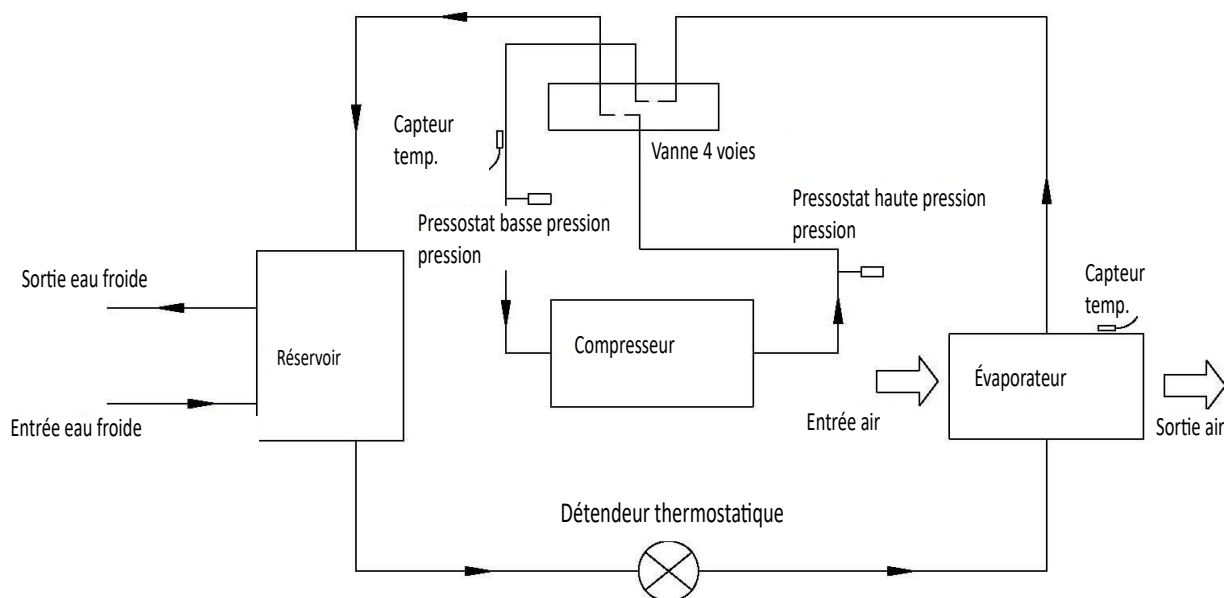 Capteur
temp.
Vanne 4 voies
Pressostat haute pression
pression
Pressostat basse pression
pression
Sortie eau froide
Capteur
temp.
Réservoir
Compresseur
Évaporateur
Entrée eau froide
Entrée air
Sortie air
Détendeur thermostatique